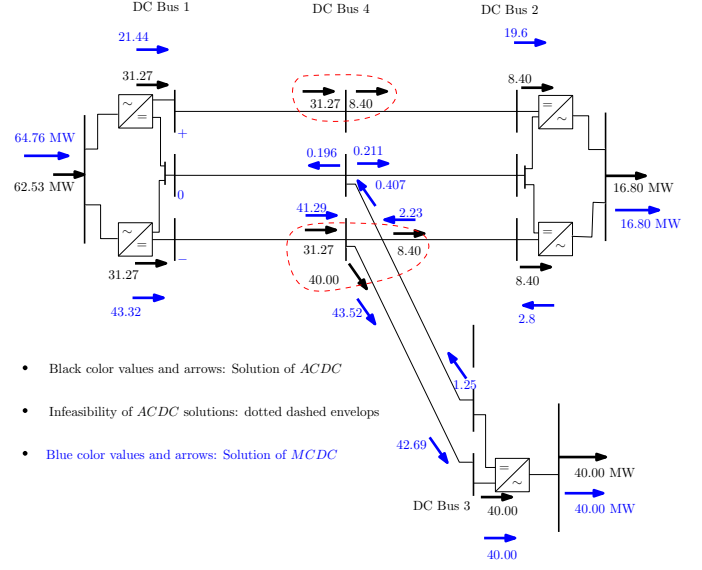 DC Bus 1
DC Bus 4
DC Bus 2
21.44
19.6
31.27
8.40
31.27
8.40
~
=
=
~
+
64.76 MW
0.196
0.211
62.53 MW
0
0.407
16.80 MW
41.29
2.23
16.80 MW
~
=
31.27
8.40
=
~
−
31.27
40.00
8.40
43.32
43.52
2.8
Black color values and arrows: Solution of ACDC
1.25
Infeasibility of ACDC solutions: dotted dashed envelops
Blue color values and arrows: Solution of MCDC
42.69
=
~
40.00 MW
DC Bus 3
40.00
40.00 MW
40.00